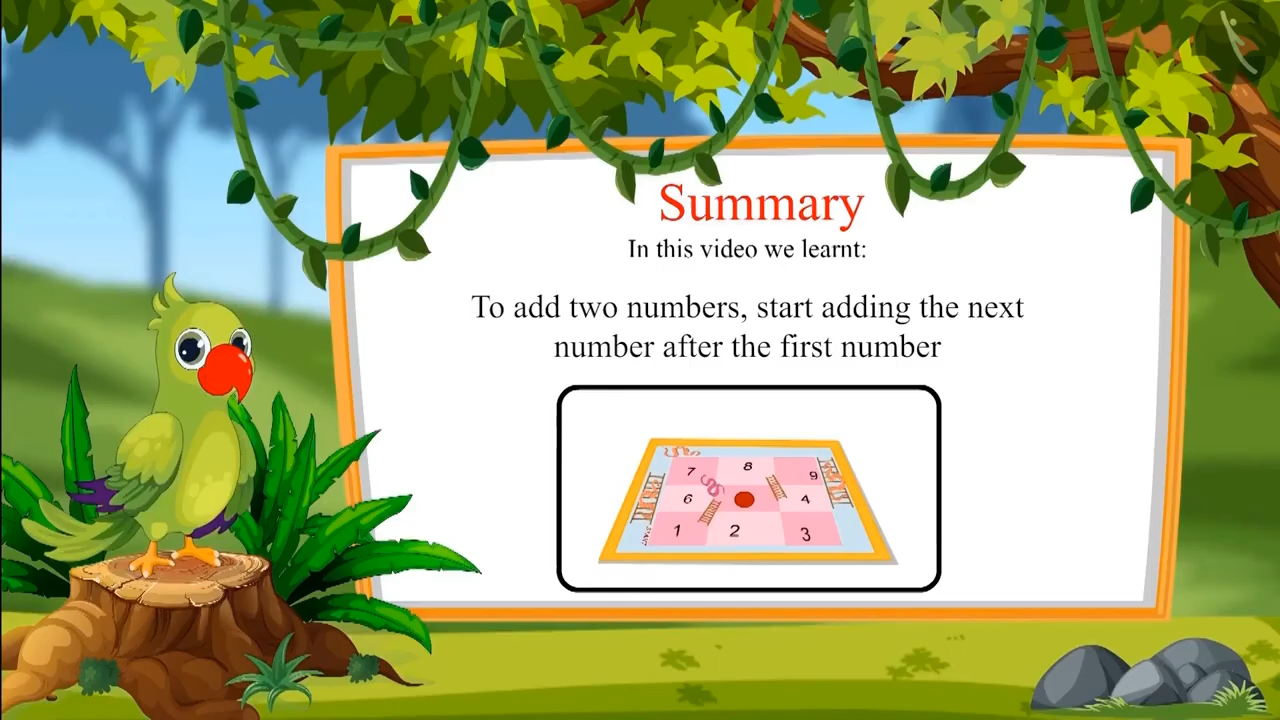 Summary
In this video we learnt:
To add two numbers, start adding the next
number after the first number
7 8 9
6 4
1 2 3
START